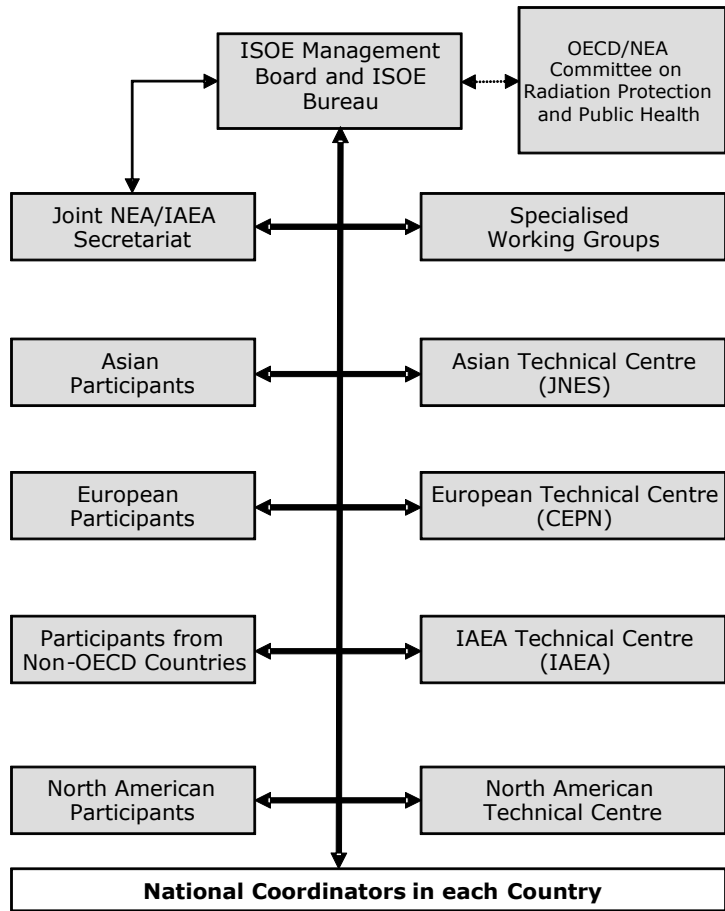 ISOE Management
Board and ISOE
Bureau
OECD/NEA
Committee on
Radiation Protection
and Public Health
Joint NEA/IAEA
Secretariat
Specialised
Working Groups
Asian
Participants
Asian Technical Centre
(JNES)
European
Participants
European Technical Centre
(CEPN)
Participants from
Non-OECD Countries
IAEA Technical Centre
(IAEA)
North American
Participants
North American
Technical Centre
National Coordinators in each Country